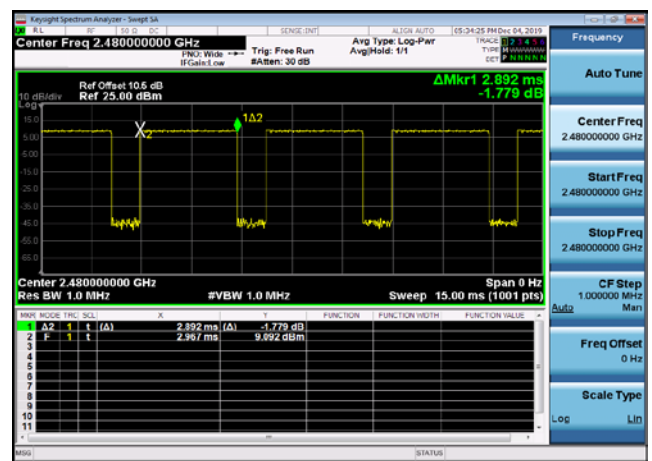 Keysight Spectrum Analyzer - Swept SA
RL RF 50 Ω DC SENSE:INT ALIGN AUTO 05:34:25 PM Dec 04, 2019
Center Freq 2.480000000 GHz
PNO: Wide Trig: Free Run
IFGain:Low #Atten: 30 dB
Avg Type: Log-Pwr
Avg|Hold: 1/1
TRACE 1 2 3 4 5 6
TYPE
DET P N N N N N
Frequency
Auto Tune
Center Freq
2.480000000 GHz
Start Freq
2.480000000 GHz
Stop Freq
2.480000000 GHz
CF Step
1.000000 MHz
Auto Man
Freq Offset
0 Hz
Scale Type
Log Lin
Ref Offset 10.5 dB
10 dB/div Ref 25.00 dBm
ΔMkr1 2.892 ms
-1.779 dB
Log
15.0
5.00
-5.00
-15.0
-25.0
-35.0
-45.0
-55.0
-65.0
X2
1Δ2
Center 2.480000000 GHz Span 0 Hz
Res BW 1.0 MHz #VBW 1.0 MHz Sweep 15.00 ms (1001 pts)
MKR MODE TRC SCL X Y FUNCTION FUNCTION WIDTH FUNCTION VALUE
1 Δ2 1 t (Δ) 2.892 ms (Δ) -1.779 dB
2 F 1 t 2.967 ms 9.092 dBm
3
4
5
6
7
8
9
10
11
MSG STATUS